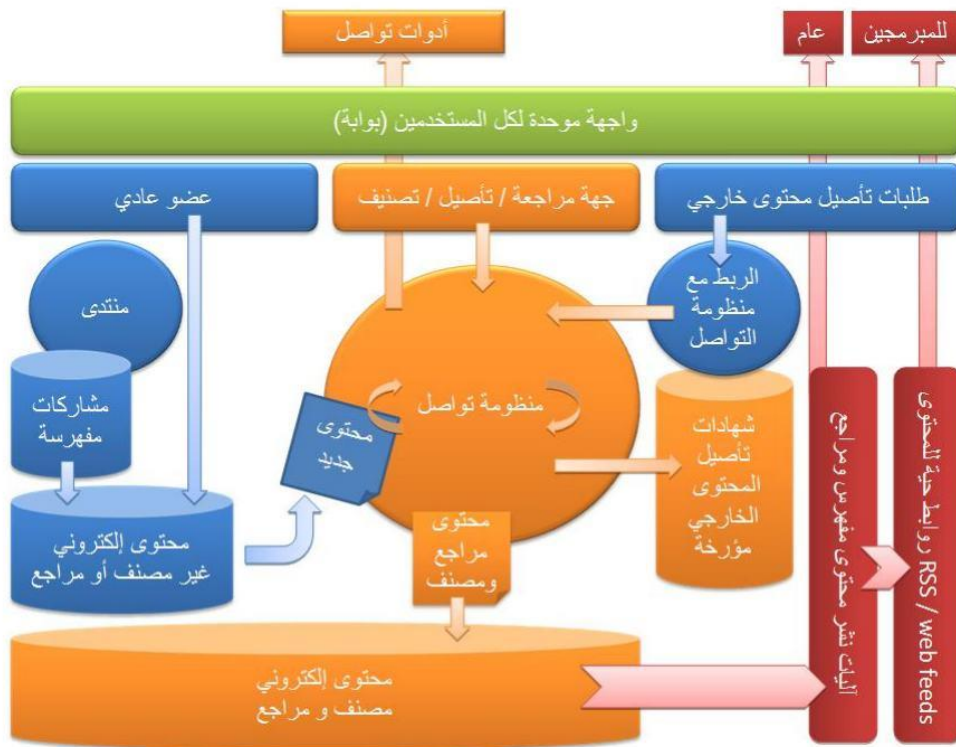 للمبرمجين
عام
أدوات تواصل
واجهة موحدة لكل المستخدمين (بوابة)
طلبات تأصيل محتوى خارجي
جهة مراجعة / تأصيل / تصنيف
عضو عادي
الربط مع
منظومة
التواصل
منتدى
منظومة تواصل
مشاركات
مفهرسة
محتوى
جديد
شهادات
تأصيل
المحتوى
الخارجي
مؤرخة
محتوى إلكتروني
غير مصنف أو مراجع
محتوى
مراجع
ومصنف
محتوى إلكتروني
مصنف و مراجع
آليات نشر محتوى مفهرس ومراجع
RSS / web feeds روابط حية للمحتوى